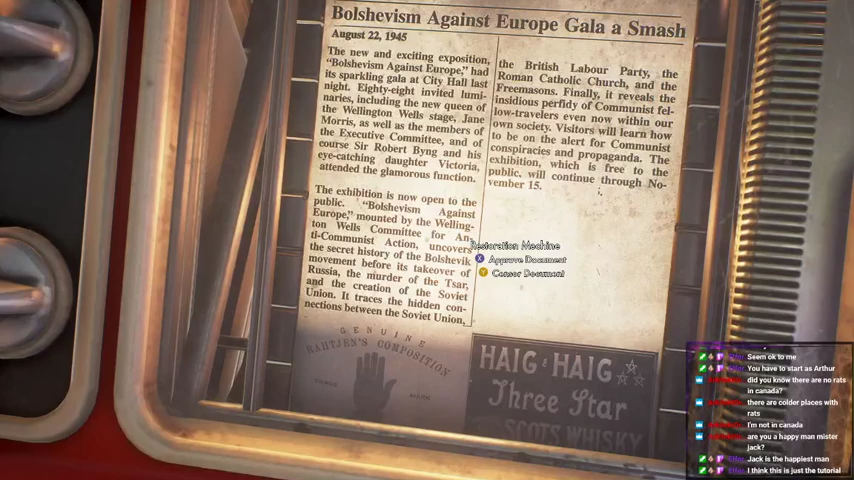 Bolshevism Against Europe Gala a Smash
August 22, 1945
The new and exciting exposition,
"Bolshevism Against Europe," had
its sparkling gala at City Hall last
night. Eighty-eight invited lumi-
naries, including the new queen of
the Wellington Wells stage, Jane
Morris, as well as the members of
the Executive Committee, and of
course Sir Robert Byng and his
eye-catching daughter Victoria,
attended the glamorous function.
The exhibition is now open to the
public. "Bolshevism Against
Europe," mounted by the Welling-
ton Wells Committee for An-
ti-Communist Action, uncovers
the secret history of the Bolshevik
movement before its takeover of
Russia, the murder of the Tsar,
and the creation of the Soviet
Union. It traces the hidden con-
nections between the Soviet Union,
the British Labour Party, the
Roman Catholic Church, and the
Freemasons. Finally, it reveals the
insidious perfidy of Communist fel-
low-travelers even now within our
own society. Visitors will learn how
to be on the alert for Communist
conspiracies and propaganda. The
exhibition, which is free to the
public, will continue through No-
vember 15.
Restoration Machine
X Approve Document
Y Censor Document
GENUINE
RAHTJEN'S COMPOSITION
HAIG & HAIG
Three Star
SCOTS WHISKY
Seem ok to me
You have to start as Arthur
did you know there are no rats
in canada?
there are colder places with
rats
I'm not in canada
are you a happy man mister
jack?
Jack is the happiest man
I think this is just the tutorial